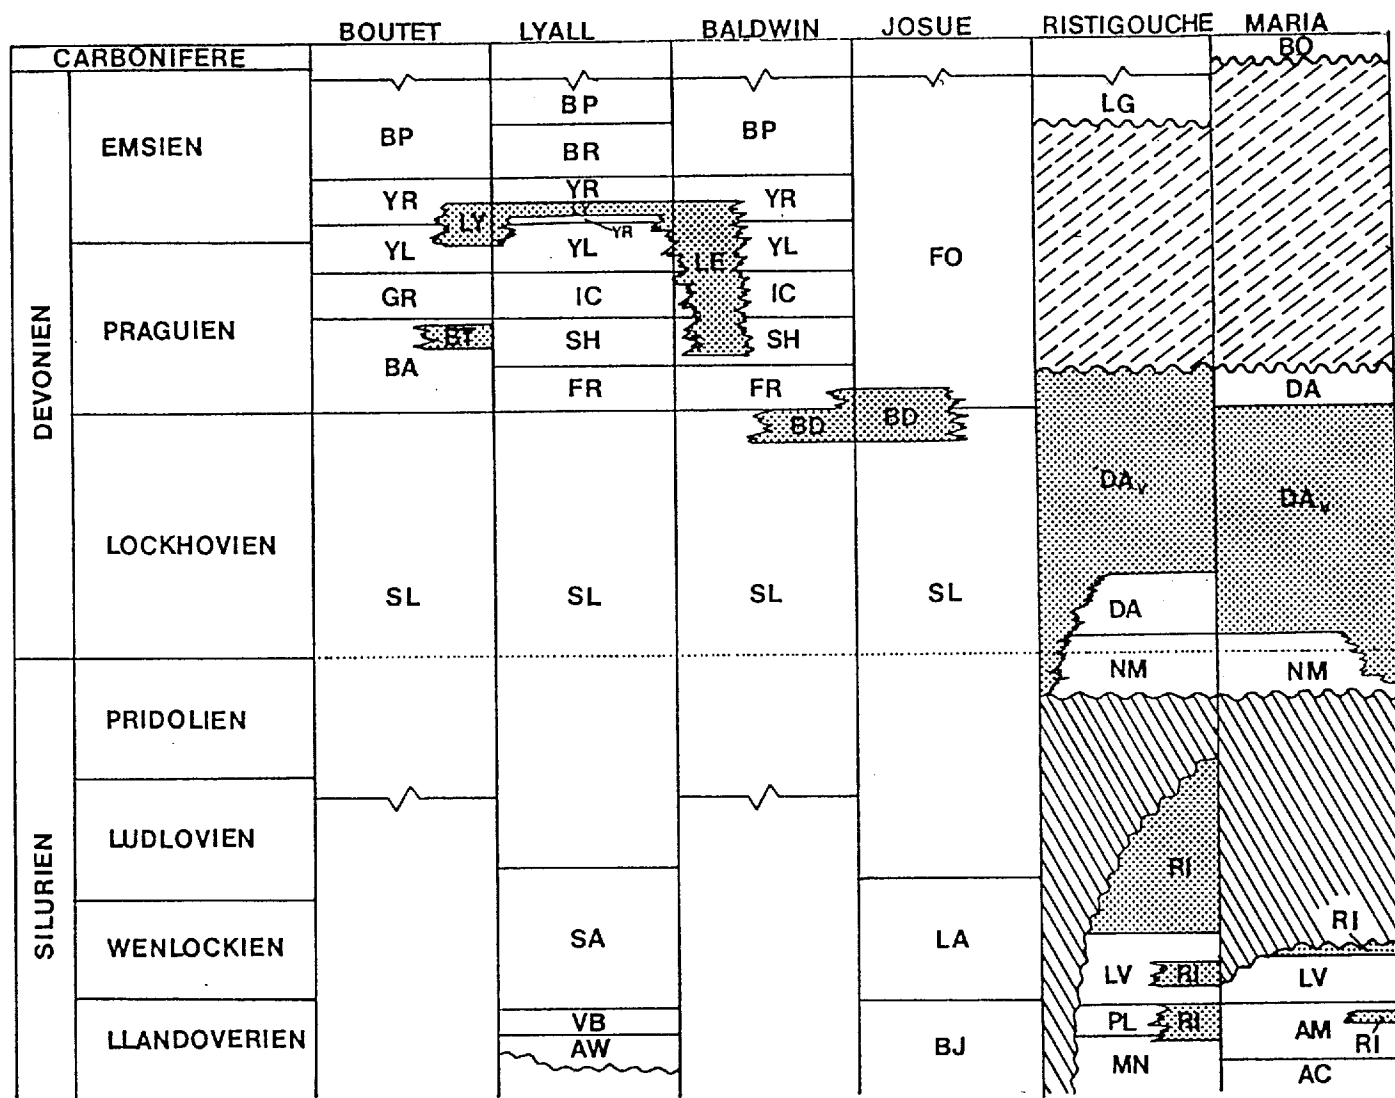 BOUTET LYALL BALDWIN JOSUE RISTIGOUCHE MARIA
CARBONIFERE BO
BP LG
EMSIEN BP BR BP
YR YR YR
LY LY YR
YL YL LE YL FO
GR IC IC
PRAGUIEN BT SH SH
BA FR FR DA
DEVONIEN
BD BD
DAv DAv
LOCKHOVIEN
SL SL SL SL DA
NM NM
PRIDOLIEN
LUDLOVIEN
RI
SILURIEN
RI
WENLOCKIEN SA LA
LV RI LV
VB PL RI AM
LLANDOVERIEN AW BJ RI
MN AC